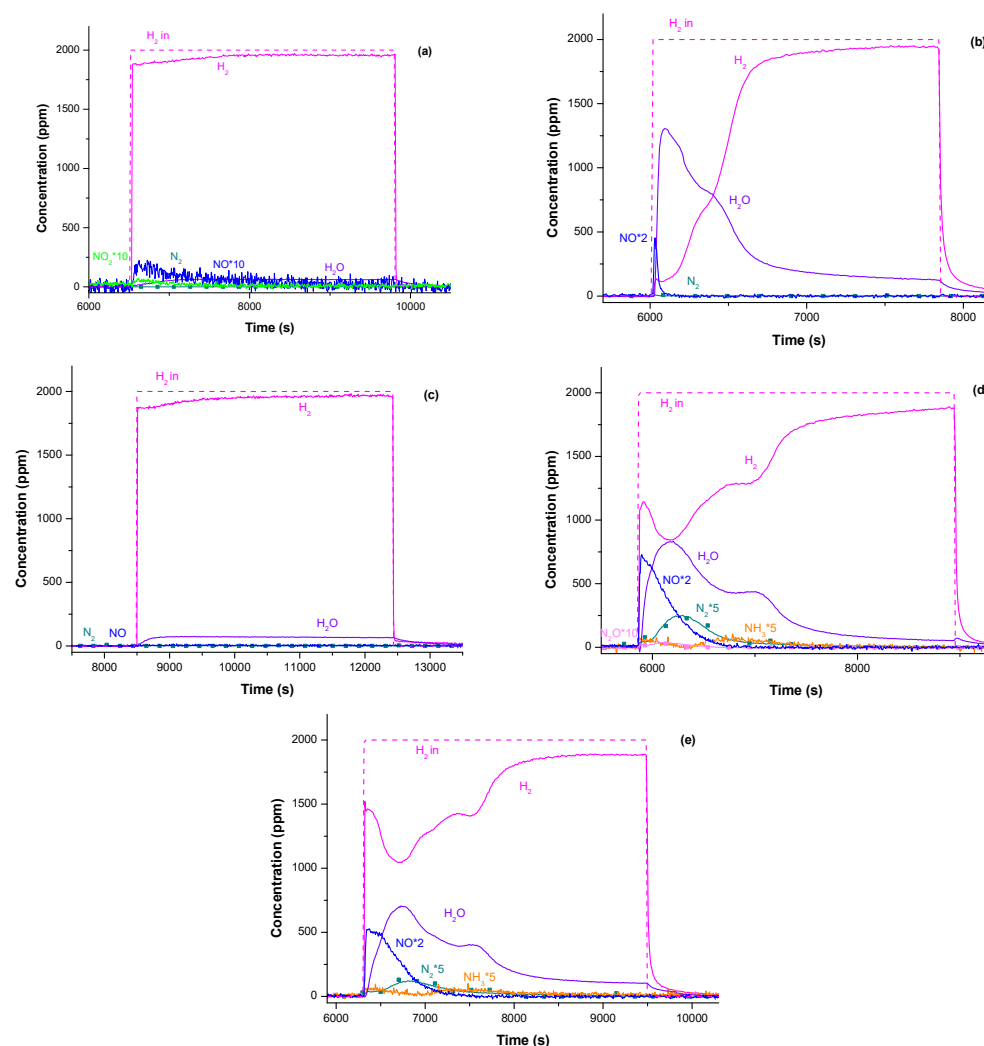 (a)
H2 in
H2
NO2*10
N2
NO*10
H2O
Concentration (ppm)
0
500
1000
1500
2000
6000 8000 10000
Time (s)
(b)
H2 in
H2
H2O
NO*2
N2
Concentration (ppm)
0
500
1000
1500
2000
6000 7000 8000
Time (s)
(c)
H2 in
H2
N2 NO
H2O
Concentration (ppm)
0
500
1000
1500
2000
8000 9000 10000 11000 12000 13000
Time (s)
(d)
H2 in
H2
H2O
NO*2
N2*5
N2O*10
NH3*5
Concentration (ppm)
0
500
1000
1500
2000
6000 8000
Time (s)
(e)
H2 in
H2
H2O
NO*2
N2*5
NH3*5
Concentration (ppm)
0
500
1000
1500
2000
6000 7000 8000 9000 10000
Time (s)